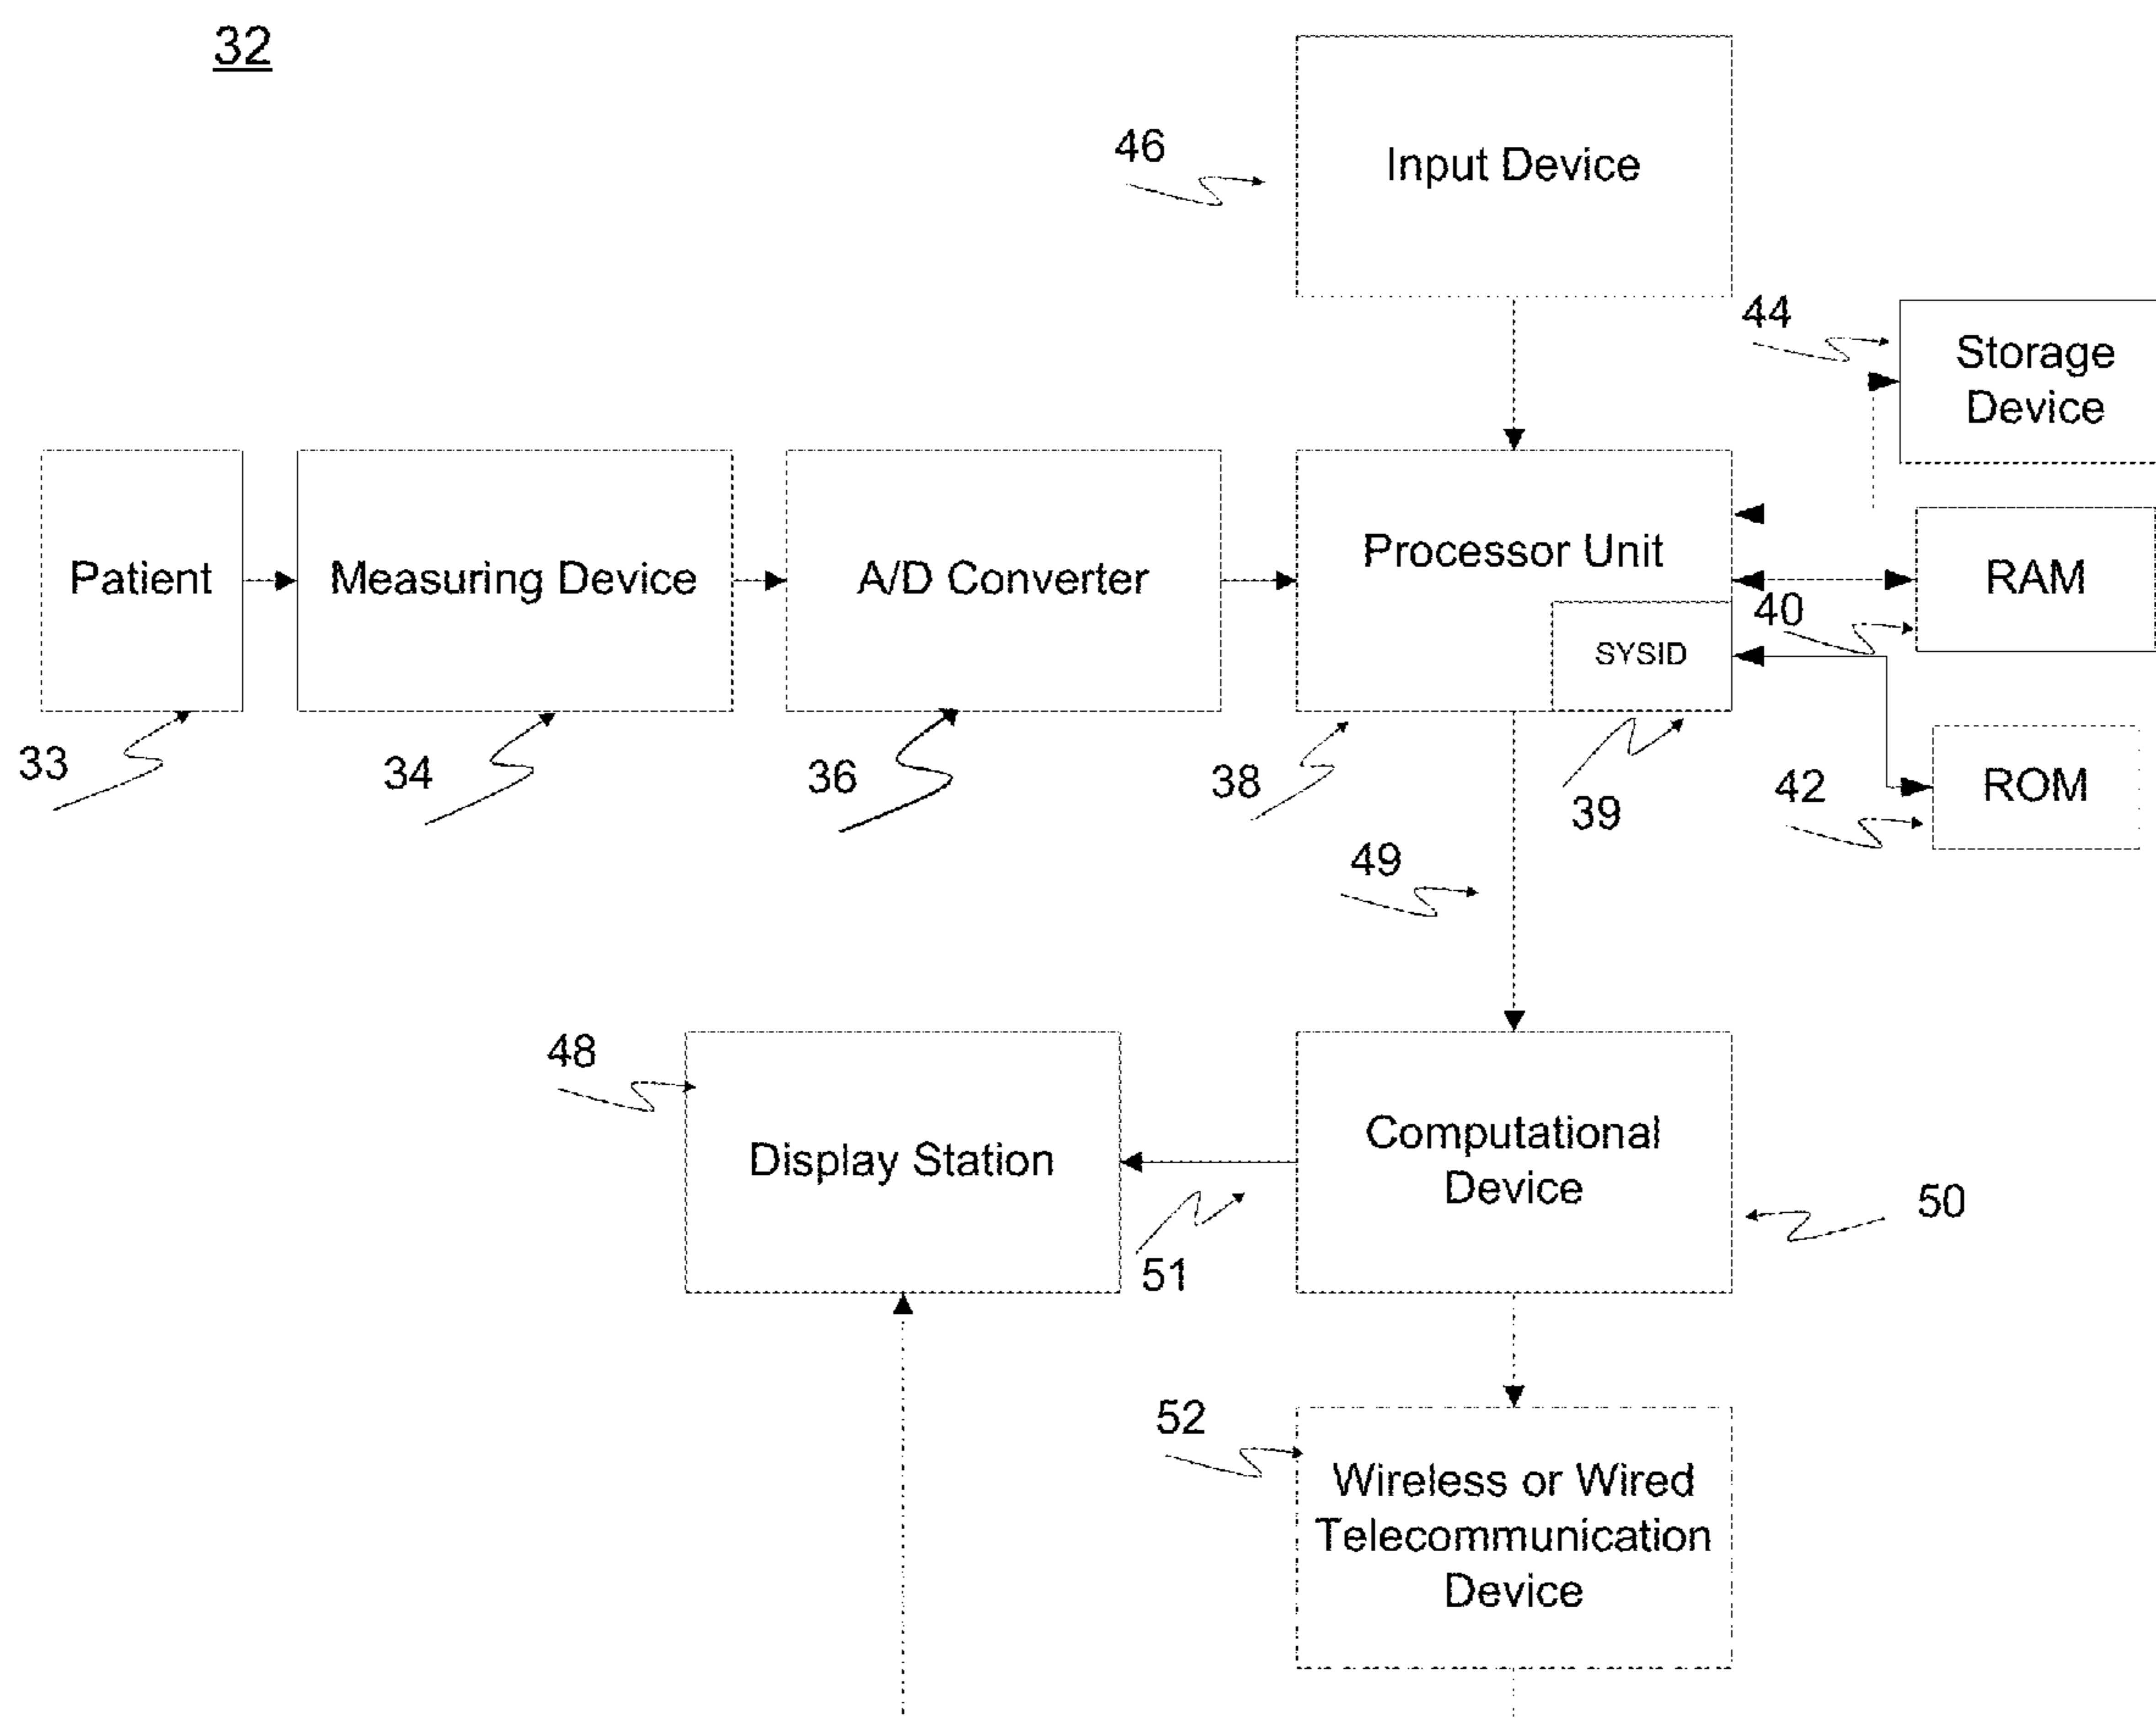 32
46
Input Device
44
Storage
Device
Patient
Measuring Device
A/D Converter
Processor Unit
RAM
40
SYSID
33
34
36
38
39
42
ROM
49
48
Display Station
Computational
Device
50
51
52
Wireless or Wired
Telecommunication
Device